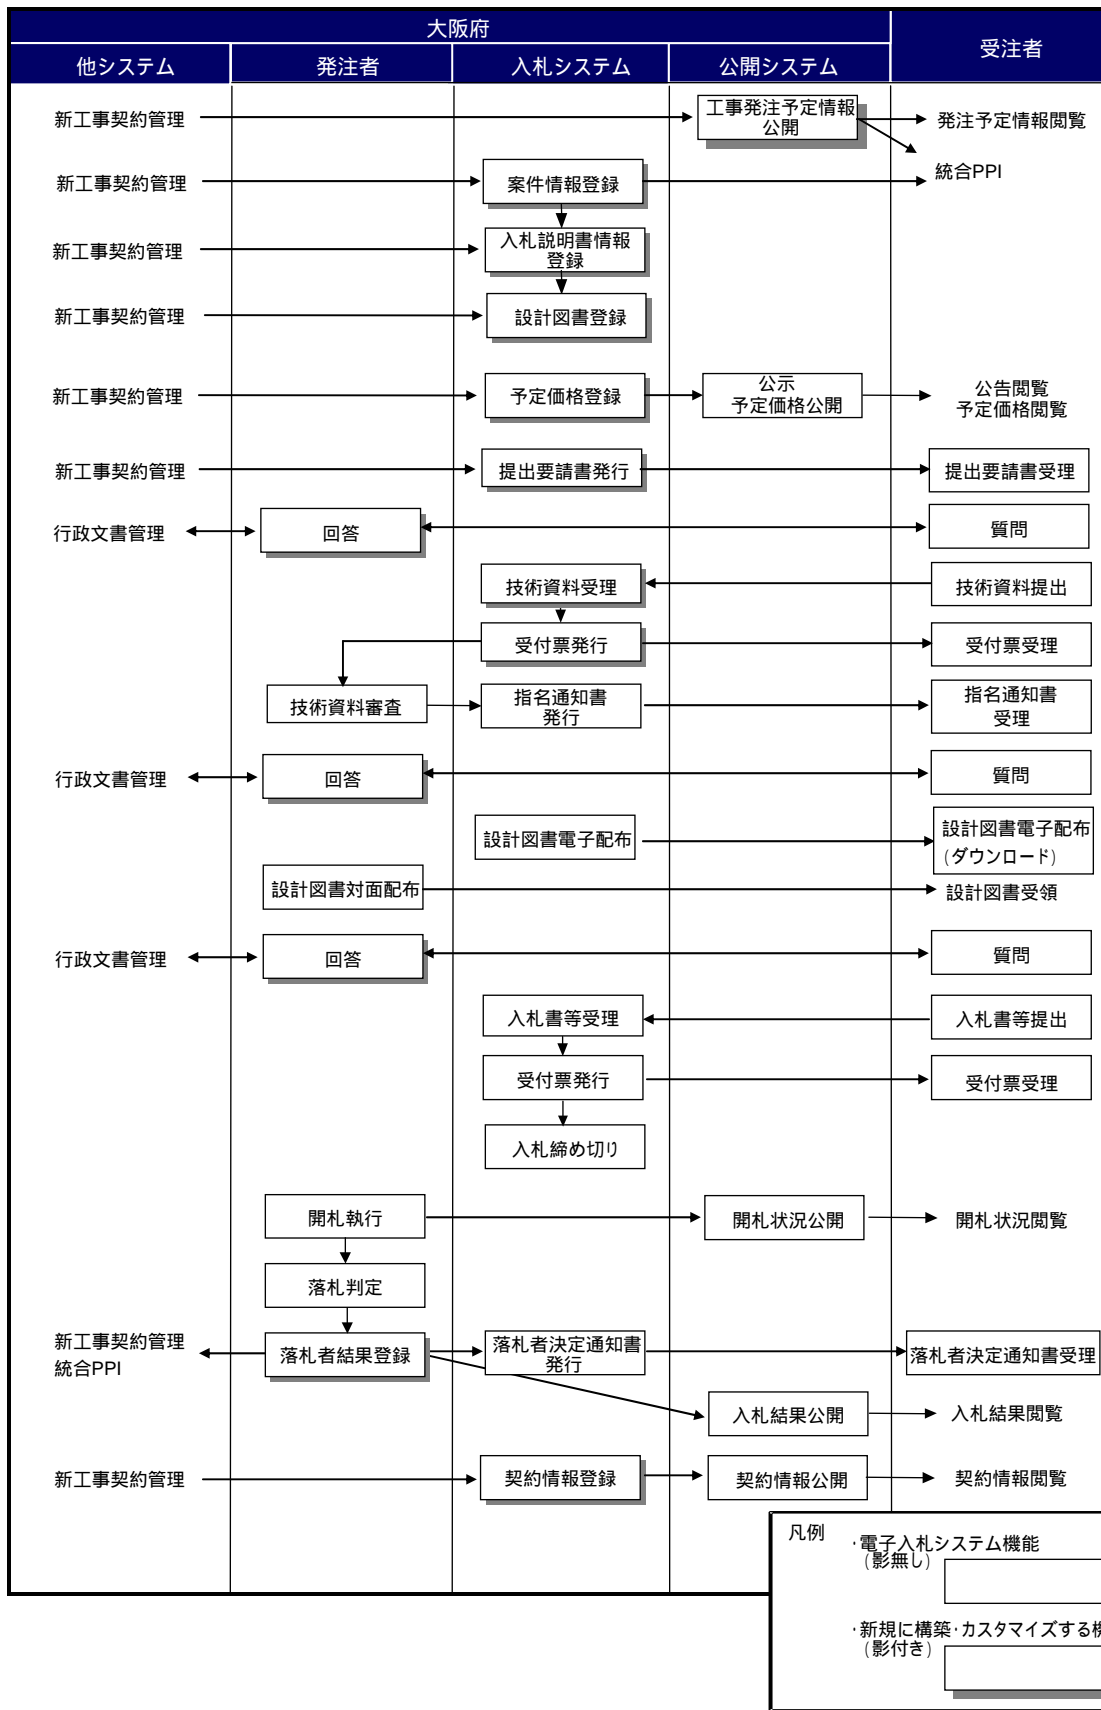 大阪府
受注者
他システム
発注者
入札システム
公開システム
新工事契約管理
工事発注予定情報
公開
発注予定情報閲覧
統合PPI
新工事契約管理
案件情報登録
新工事契約管理
入札説明書情報
登録
新工事契約管理
設計図書登録
新工事契約管理
予定価格登録
公示
予定価格公開
公告閲覧
予定価格閲覧
新工事契約管理
提出要請書発行
提出要請書受理
行政文書管理
回答
質問
技術資料受理
技術資料提出
受付票発行
受付票受理
技術資料審査
指名通知書
発行
指名通知書
受理
行政文書管理
回答
質問
設計図書電子配布
設計図書電子配布
(ダウンロード)
設計図書対面配布
設計図書受領
行政文書管理
回答
質問
入札書等受理
入札書等提出
受付票発行
受付票受理
入札締め切り
開札執行
開札状況公開
開札状況閲覧
落札判定
新工事契約管理
統合PPI
落札者結果登録
落札者決定通知書
発行
落札者決定通知書受理
入札結果公開
入札結果閲覧
新工事契約管理
契約情報登録
契約情報公開
契約情報閲覧
凡例
・電子入札システム機能
(影無し)
・新規に構築・カスタマイズする機
(影付き)